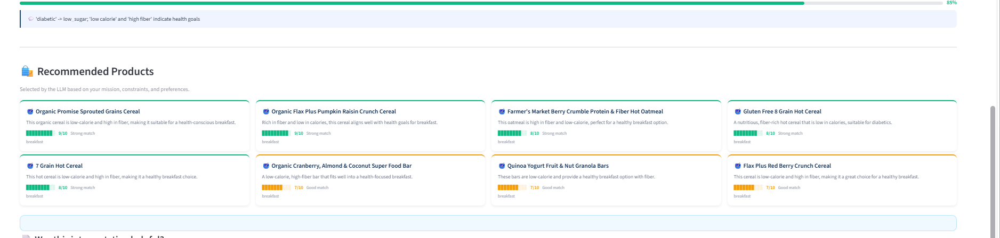 85%
'diabetic' -> low_sugar; 'low calorie' and 'high fiber' indicate health goals
Recommended Products
Selected by the LLM based on your mission, constraints, and preferences.
Organic Promise Sprouted Grains Cereal
This organic cereal is low-calorie and high in fiber, making it suitable for a health-conscious breakfast.
9/10 Strong match
breakfast
Organic Flax Plus Pumpkin Raisin Crunch Cereal
Rich in fiber and low in calories, this cereal aligns well with health goals for breakfast.
9/10 Strong match
breakfast
Farmer's Market Berry Crumble Protein & Fiber Hot Oatmeal
This oatmeal is high in fiber and low-calorie, perfect for a healthy breakfast option.
8/10 Strong match
breakfast
Gluten Free 8 Grain Hot Cereal
A nutritious, fiber-rich hot cereal that is low in calories, suitable for diabetics.
8/10 Strong match
breakfast
7 Grain Hot Cereal
This hot cereal is low-calorie and high in fiber, making it a healthy breakfast choice.
8/10 Strong match
breakfast
Organic Cranberry, Almond & Coconut Super Food Bar
A low-calorie, high-fiber bar that fits well into a health-focused breakfast.
7/10 Good match
breakfast
Quinoa Yogurt Fruit & Nut Granola Bars
These bars are low-calorie and provide a healthy breakfast option with fiber.
7/10 Good match
breakfast
Flax Plus Red Berry Crunch Cereal
This cereal is low-calorie and high in fiber, making it a great choice for a healthy breakfast.
7/10 Good match
breakfast